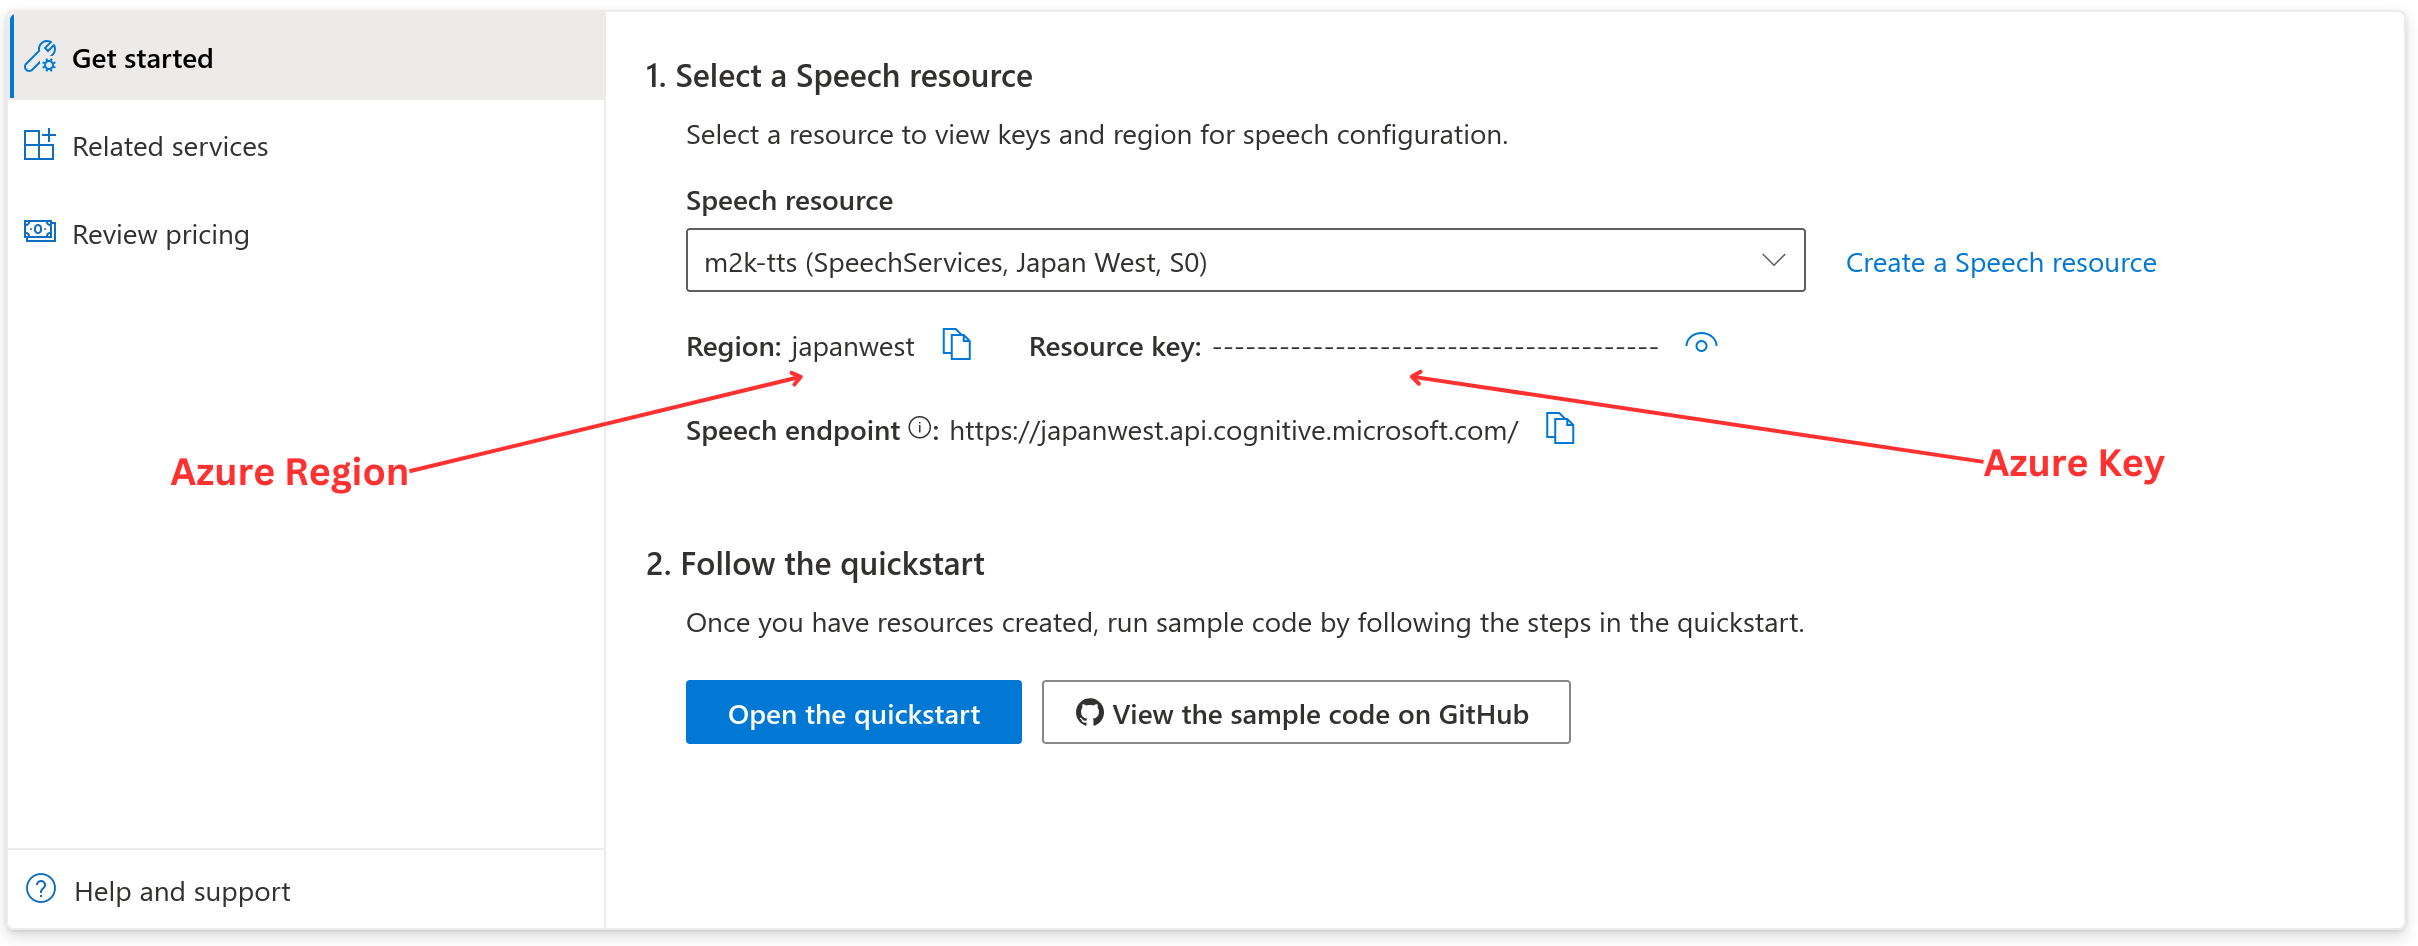 Get started
Related services
Review pricing
Help and support
1. Select a Speech resource
Select a resource to view keys and region for speech configuration.
Speech resource
m2k-tts (SpeechServices, Japan West, S0)
Create a Speech resource
Region: japanwest
Resource key: ----------------------------------------
Speech endpoint ⓘ: https://japanwest.api.cognitive.microsoft.com/
Azure Region
Azure Key
2. Follow the quickstart
Once you have resources created, run sample code by following the steps in the quickstart.
Open the quickstart
View the sample code on GitHub